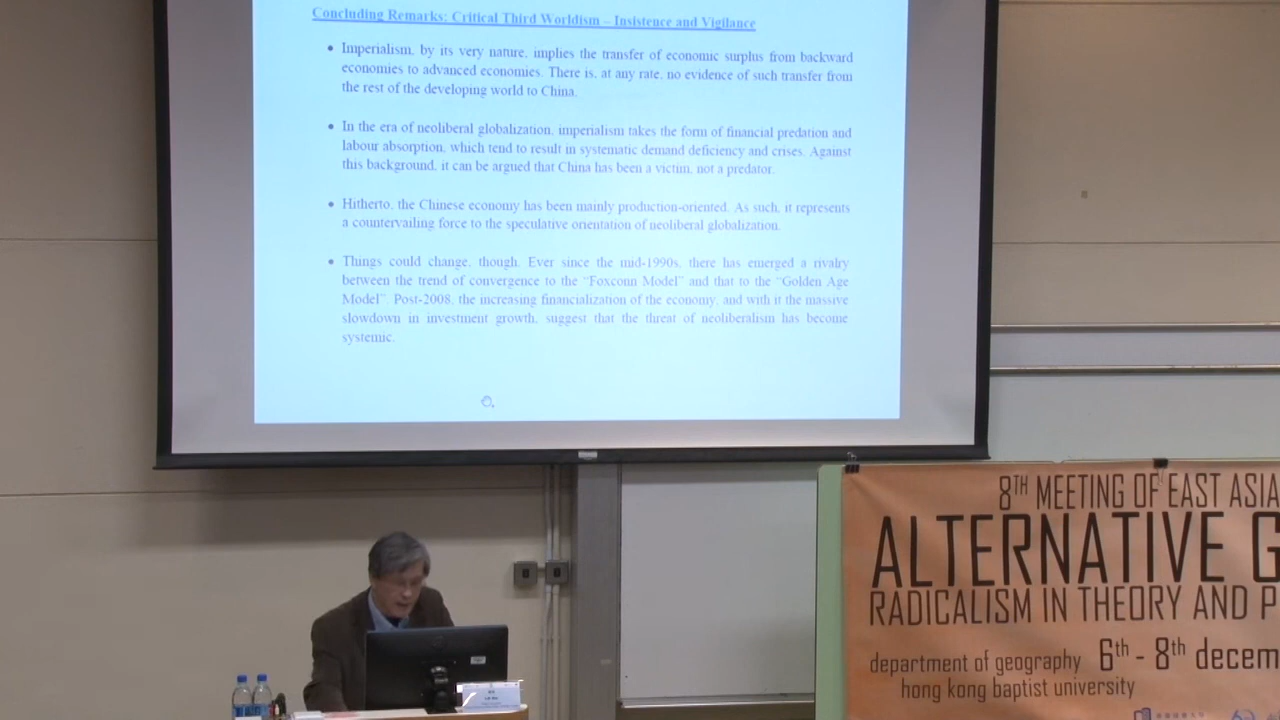 Concluding Remarks: Critical Third Worldism – Insistence and Vigilance
• Imperialism, by its very nature, implies the transfer of economic surplus from backward
economies to advanced economies. There is, at any rate, no evidence of such transfer from
the rest of the developing world to China.
• In the era of neoliberal globalization, imperialism takes the form of financial predation and
labour absorption, which tend to result in systematic demand deficiency and crises. Against
this background, it can be argued that China has been a victim, not a predator.
• Hitherto, the Chinese economy has been mainly production-oriented. As such, it represents
a countervailing force to the speculative orientation of neoliberal globalization.
• Things could change, though. Ever since the mid-1990s, there has emerged a rivalry
between the trend of convergence to the “Foxconn Model” and that to the “Golden Age
Model”. Post-2008, the increasing financialization of the economy, and with it the massive
slowdown in investment growth, suggest that the threat of neoliberalism has become
systemic.
8TH MEETING OF EAST ASIA
ALTERNATIVE G
RADICALISM IN THEORY AND P
department of geography 6th - 8th decem
hong kong baptist university